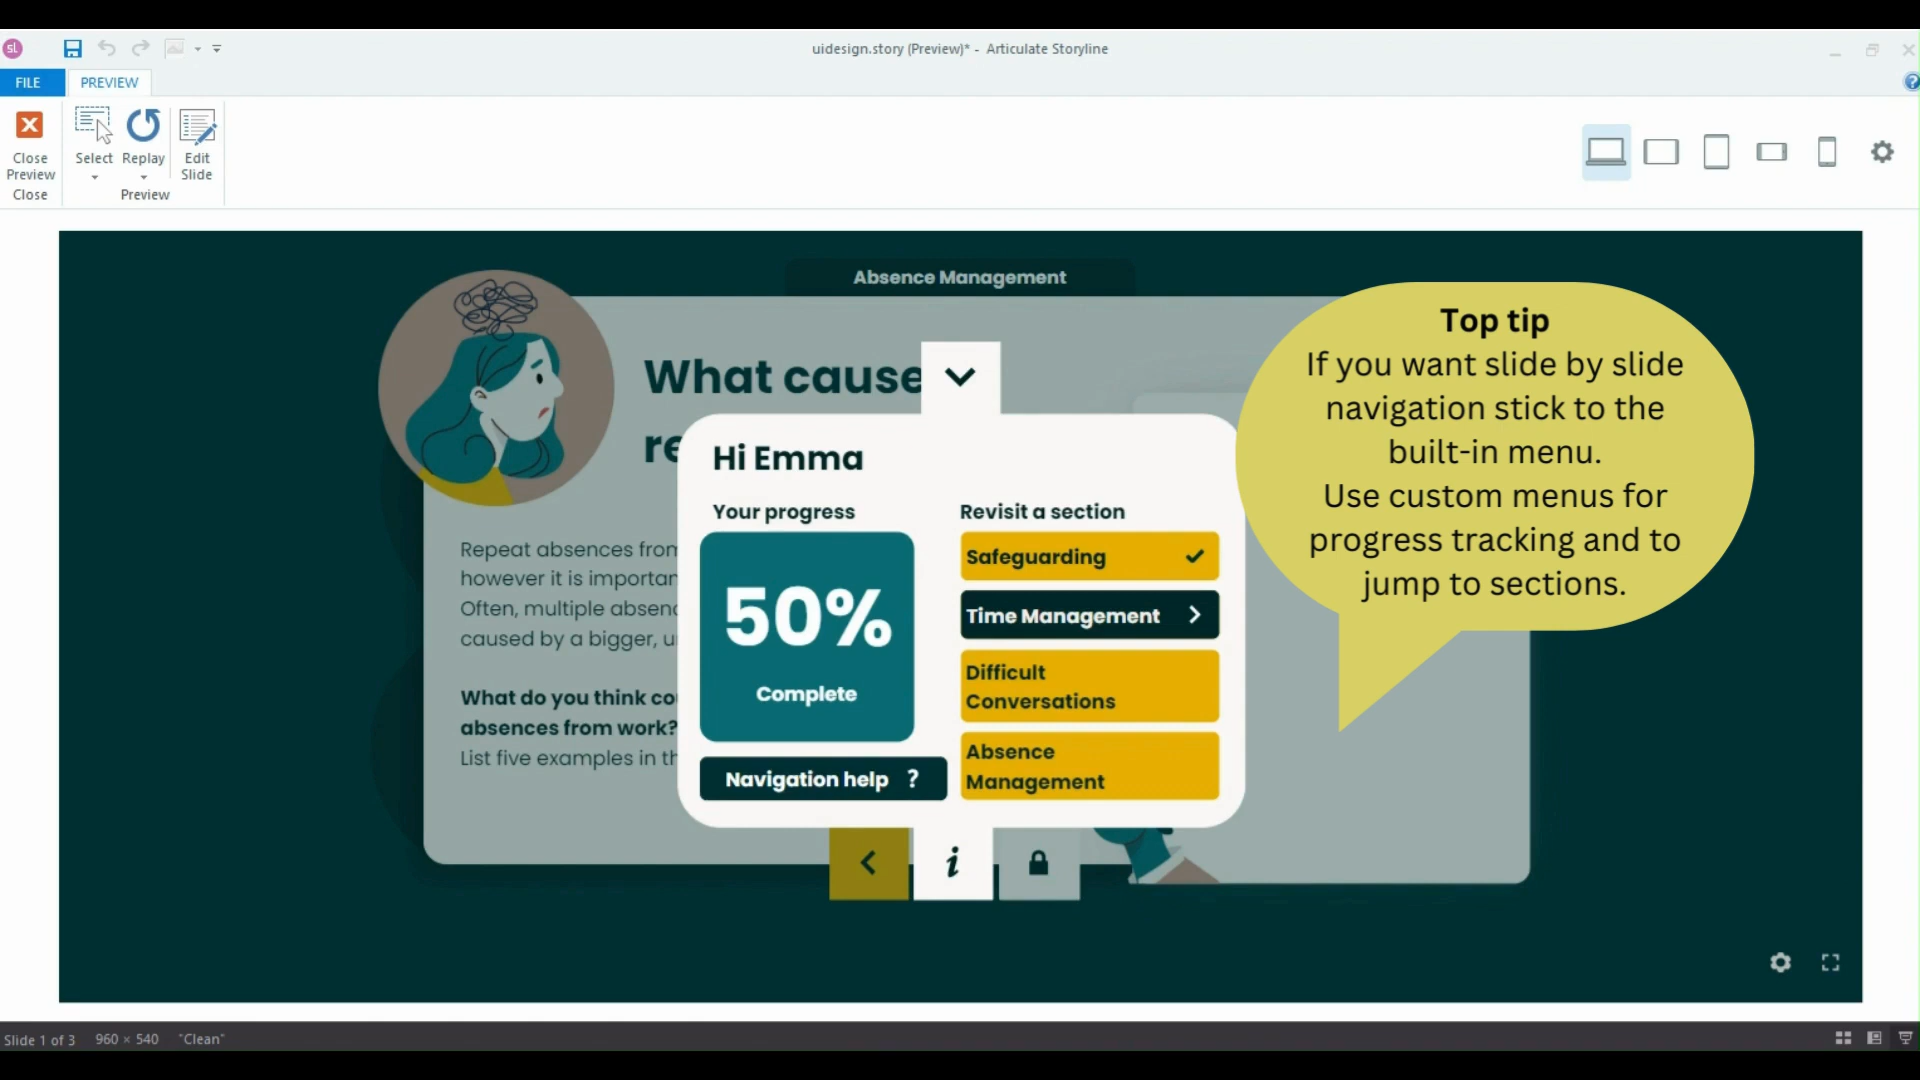 sl
uidesign.story (Preview)* - Articulate Storyline
FILE
PREVIEW
?
Close
Preview
Select
Replay
Edit
Slide
Close
Preview
Absence Management
What cause
re
Repeat absences from
however it is importan
Often, multiple absenc
caused by a bigger, u
What do you think co
absences from work?
List five examples in th
Hi Emma
Your progress
50%
Complete
Navigation help ?
Revisit a section
Safeguarding
Time Management
Difficult
Conversations
Absence
Management
i
Top tip
If you want slide by slide
navigation stick to the
built-in menu.
Use custom menus for
progress tracking and to
jump to sections.
Slide 1 of 3 960 × 540 "Clean"